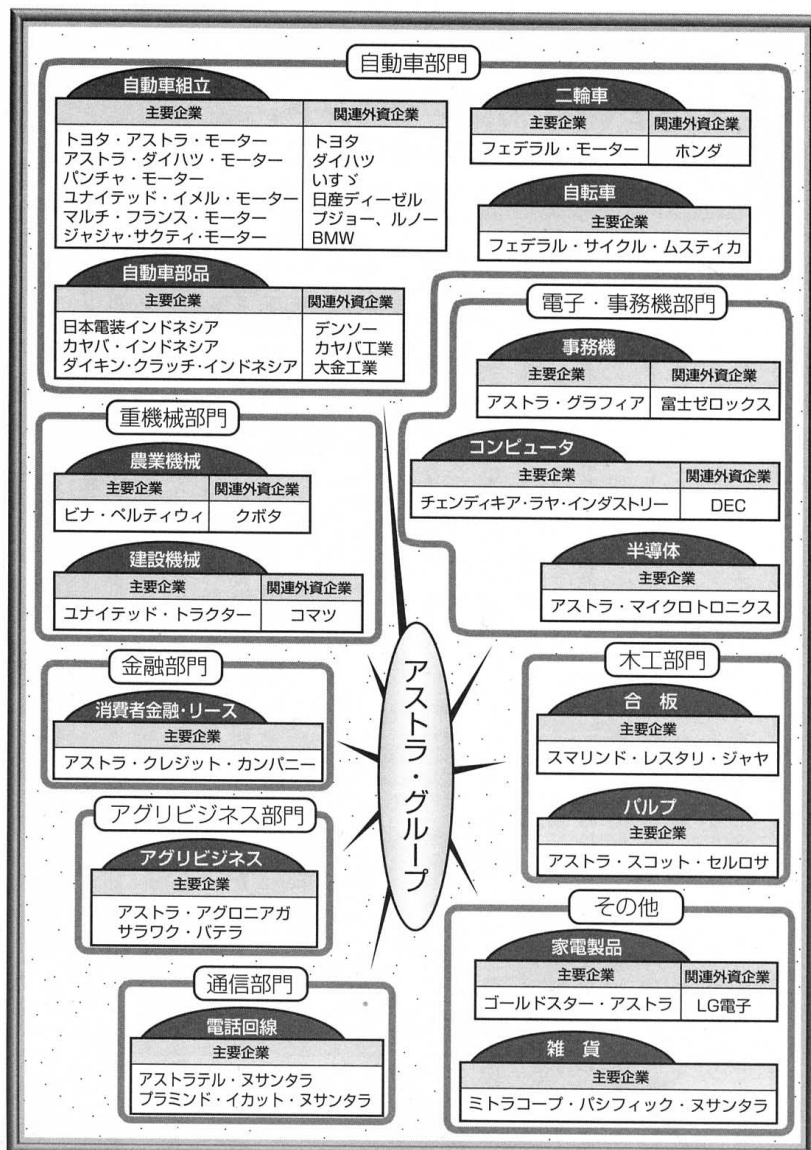 自動車部門
自動車組立
主要企業 関連外資企業
トヨタ・アストラ・モーター トヨタ
アストラ・ダイハツ・モーター ダイハツ
パンチャ・モーター いすゞ
ユナイテッド・イメル・モーター 日産ディーゼル
マルチ・フランス・モーター プジョー、ルノー
ジャジャ・サクティ・モーター BMW
二輪車
主要企業 関連外資企業
フェデラル・モーター ホンダ
自転車
主要企業
フェデラル・サイクル・ムスティカ
自動車部品
主要企業 関連外資企業
日本電装インドネシア デンソー
カヤバ・インドネシア カヤバ工業
ダイキン・クラッチ・インドネシア 大金工業
電子・事務機部門
事務機
主要企業 関連外資企業
アストラ・グラフィア 富士ゼロックス
コンピュータ
主要企業 関連外資企業
チェンディキア・ラヤ・インダストリー DEC
半導体
主要企業
アストラ・マイクロトロニクス
重機械部門
農業機械
主要企業 関連外資企業
ビナ・ペルティウィ クボタ
建設機械
主要企業 関連外資企業
ユナイテッド・トラクター コマツ
アストラ・グループ
金融部門
消費者金融・リース
主要企業
アストラ・クレジット・カンパニー
木工部門
合 板
主要企業
スマリンド・レスタリ・ジャヤ
パルプ
主要企業
アストラ・スコット・セルロサ
アグリビジネス部門
アグリビジネス
主要企業
アストラ・アグロニアガ
サラワク・バテラ
その他
家電製品
主要企業 関連外資企業
ゴールドスター・アストラ LG電子
雑 貨
主要企業
ミトラコープ・パシフィック・ヌサンタラ
通信部門
電話回線
主要企業
アストラテル・ヌサンタラ
プラミンド・イカット・ヌサンタラ